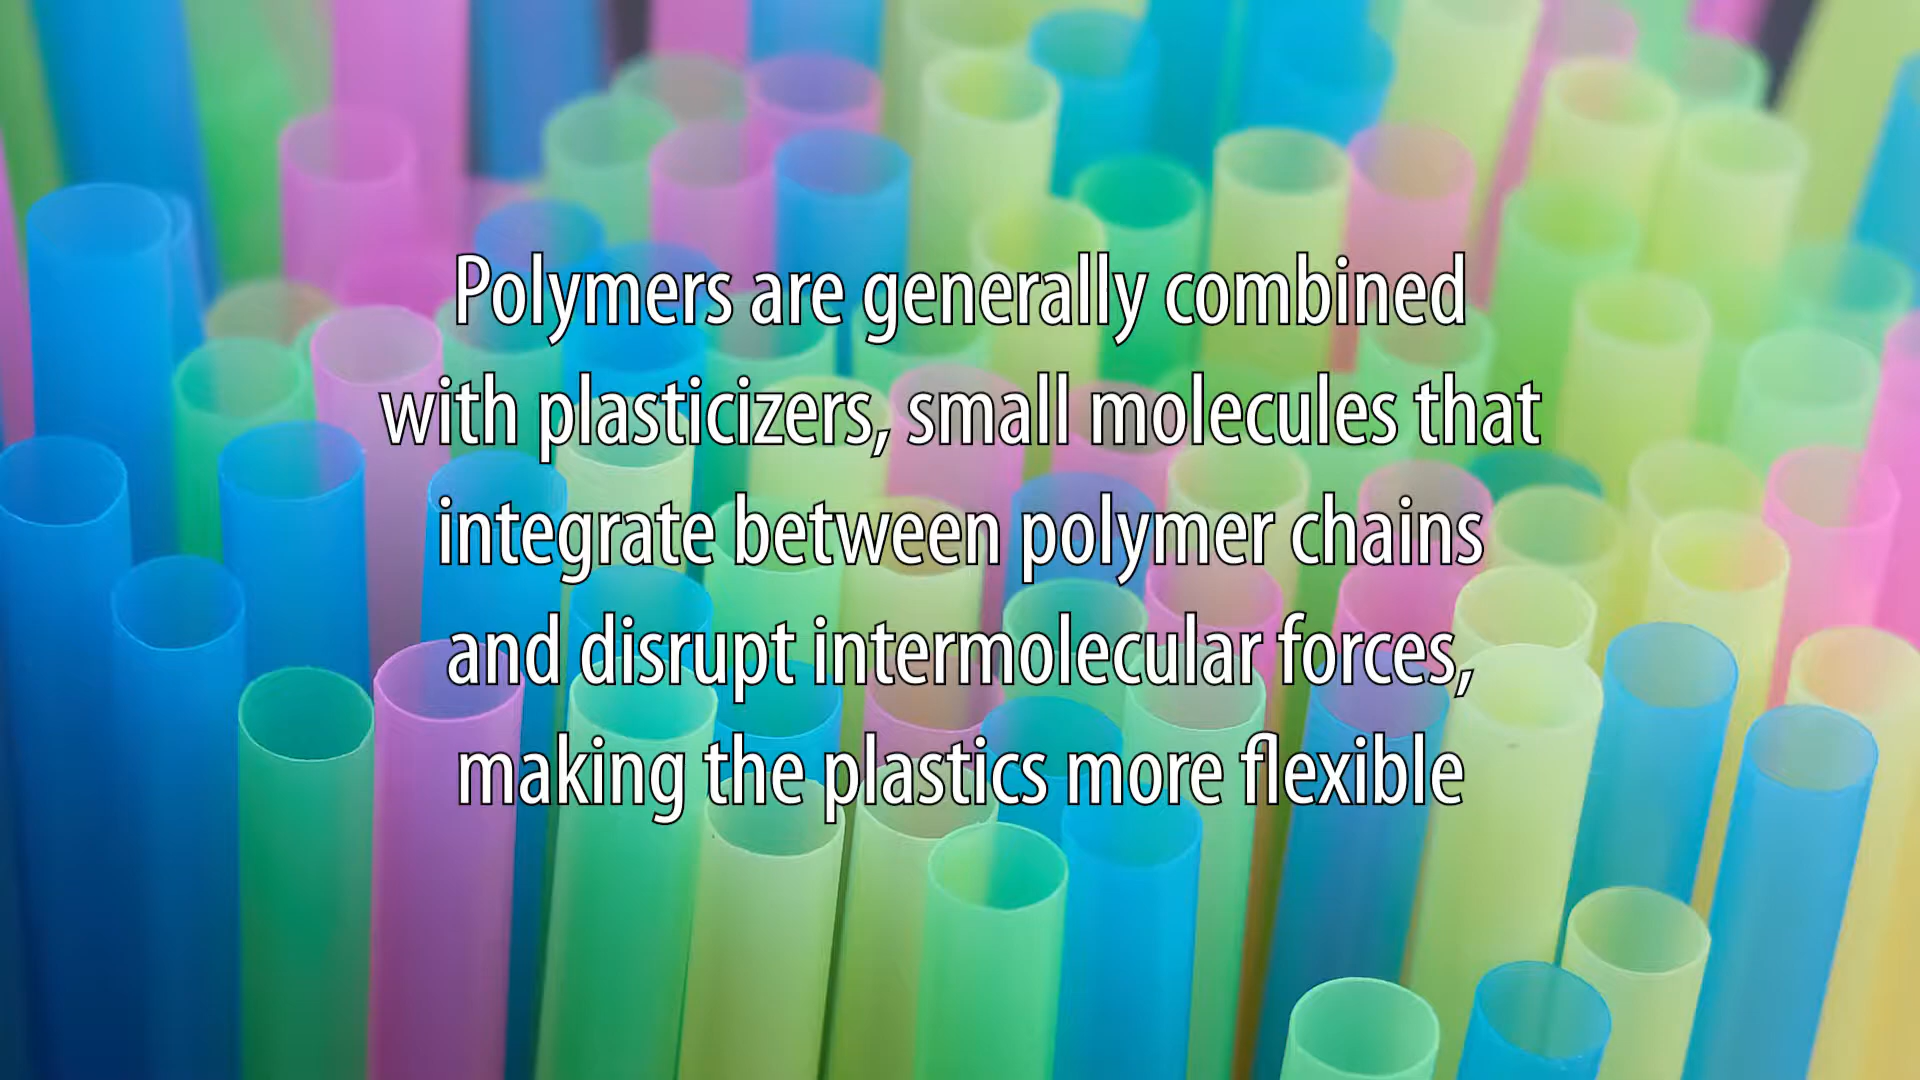 Polymers are generally combined
with plasticizers, small molecules that
integrate between polymer chains
and disrupt intermolecular forces,
making the plastics more flexible